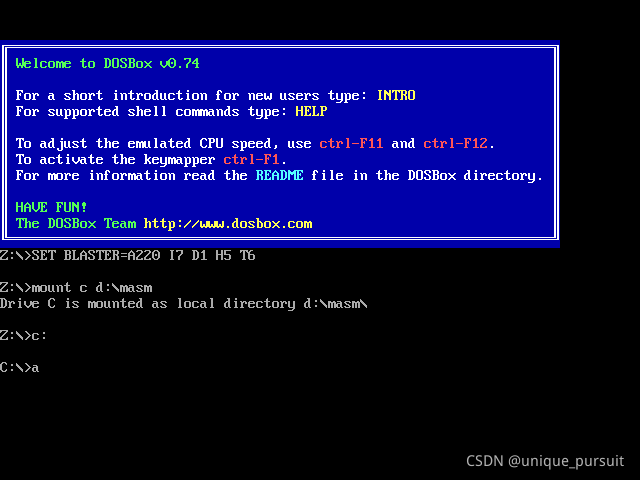 Welcome to DOSBox v0.74
For a short introduction for new users type: INTRO
For supported shell commands type: HELP
To adjust the emulated CPU speed, use ctrl-F11 and ctrl-F12.
To activate the keymapper ctrl-F1.
For more information read the README file in the DOSBox directory.
HAVE FUN!
The DOSBox Team http://www.dosbox.com
Z:\>SET BLASTER=A220 I7 D1 H5 T6
Z:\>mount c d:\masm
Drive C is mounted as local directory d:\masm\
Z:\>c:
C:\>a
CSDN @unique_pursuit